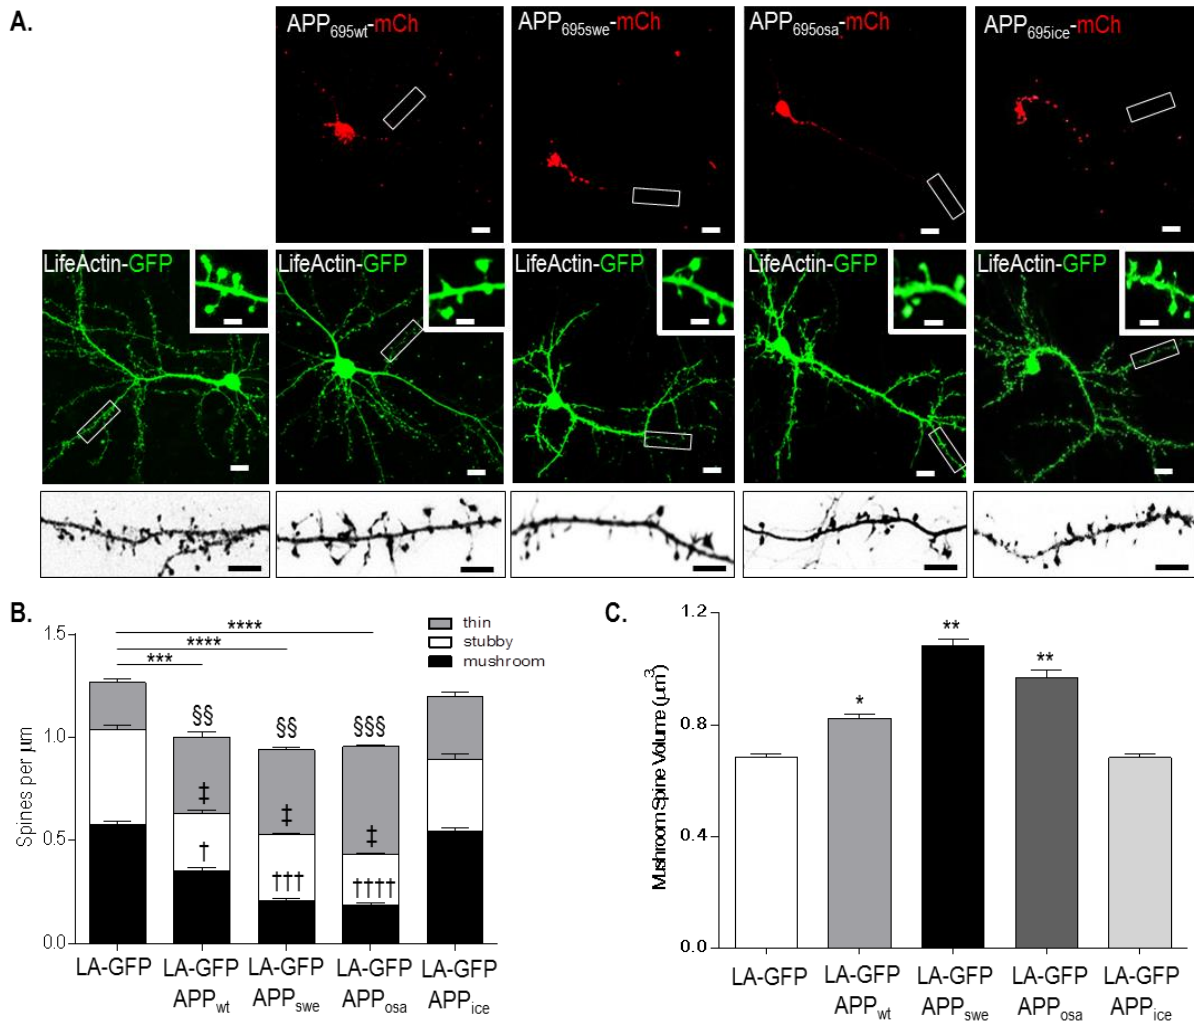 A.
APP695wt-mCh
APP695swe-mCh
APP695osa-mCh
APP695ice-mCh
LifeActin-GFP
LifeActin-GFP
LifeActin-GFP
LifeActin-GFP
LifeActin-GFP
B.
thin
stubby
mushroom
Spines per µm
1.5
1.0
0.5
0.0
****
****
***
§§
§§
§§§
‡
‡
‡
†
†††
††††
LA-GFP
LA-GFP
APPwt
LA-GFP
APPswe
LA-GFP
APPosa
LA-GFP
APPice
C.
Mushroom Spine Volume (µm³)
1.2
0.8
0.4
0.0
*
**
**
LA-GFP
LA-GFP
APPwt
LA-GFP
APPswe
LA-GFP
APPosa
LA-GFP
APPice